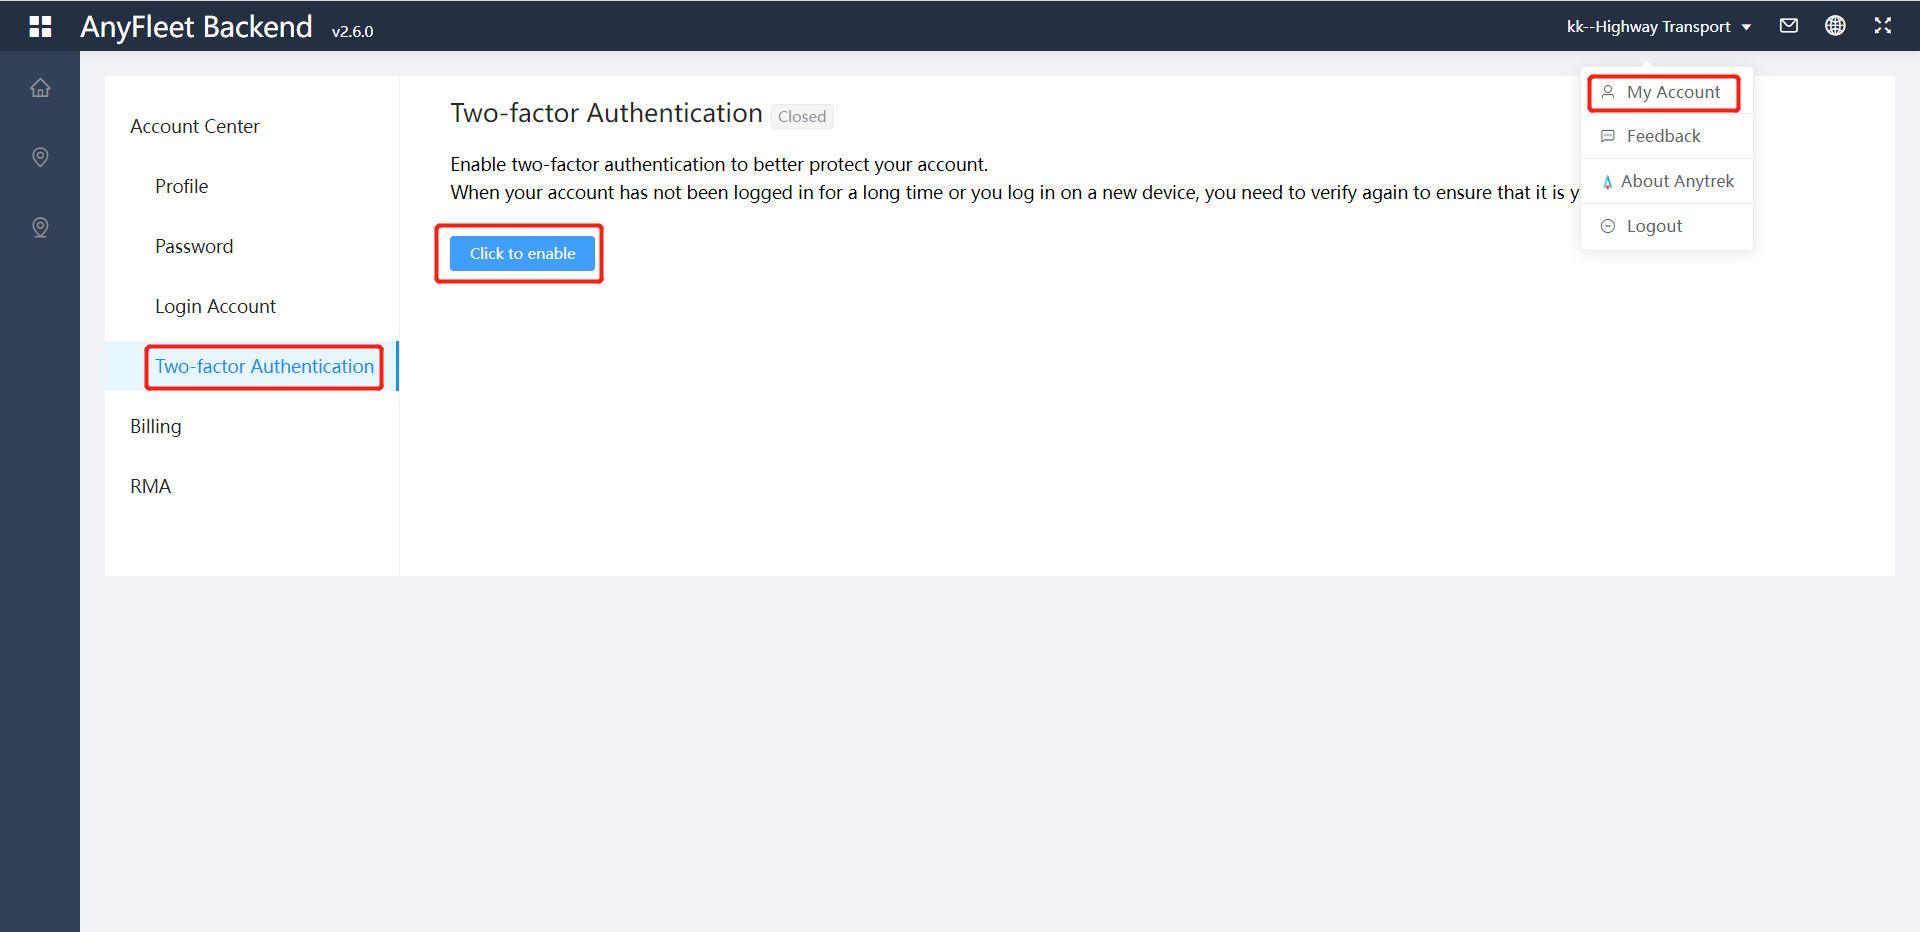 AnyFleet Backend v2.6.0
kk--Highway Transport
My Account
Feedback
About Anytrek
Logout
Account Center
Profile
Password
Login Account
Two-factor Authentication
Billing
RMA
Two-factor Authentication Closed
Enable two-factor authentication to better protect your account.
When your account has not been logged in for a long time or you log in on a new device, you need to verify again to ensure that it is y
Click to enable